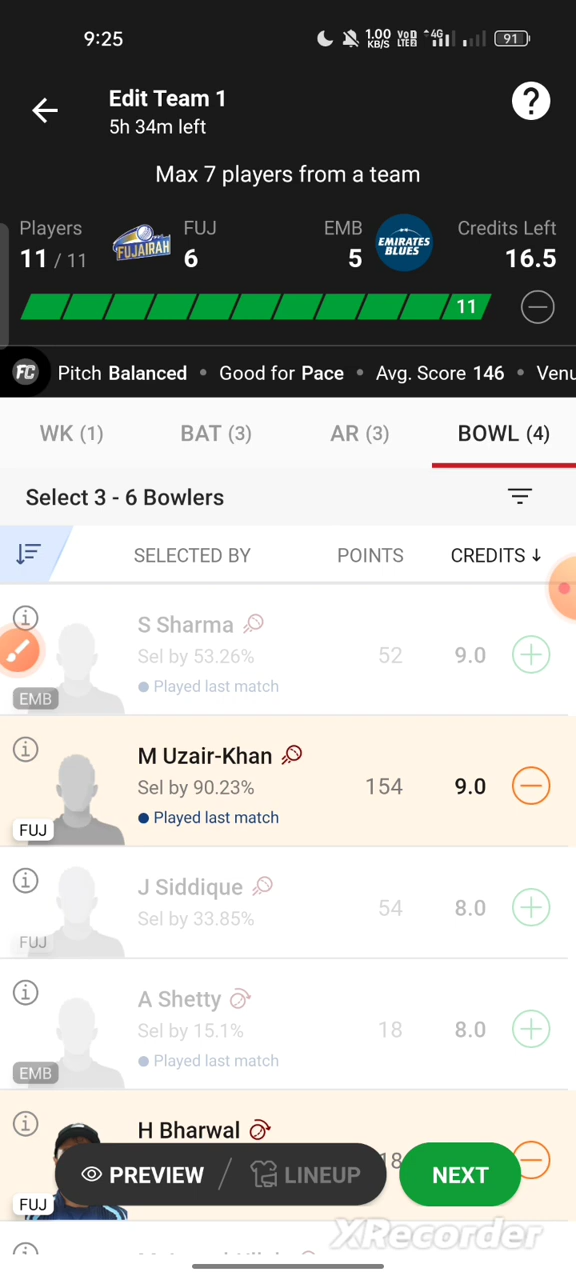 9:25
1.00 KB/S VoD LTE2 4G 91
Edit Team 1
5h 34m left
?
Max 7 players from a team
Players FUJ EMB Credits Left
11 / 11 FUJAIRAH 6 5 EMIRATES BLUES 16.5
11
FC Pitch Balanced • Good for Pace • Avg. Score 146 • Venu
WK (1) BAT (3) AR (3) BOWL (4)
Select 3 - 6 Bowlers
SELECTED BY POINTS CREDITS ↓
S Sharma
Sel by 53.26% 52 9.0
Played last match
EMB
M Uzair-Khan
Sel by 90.23% 154 9.0
Played last match
FUJ
J Siddique
Sel by 33.85% 54 8.0
FUJ
A Shetty
Sel by 15.1% 18 8.0
Played last match
EMB
H Bharwal
PREVIEW / LINEUP NEXT
FUJ
XRecorder